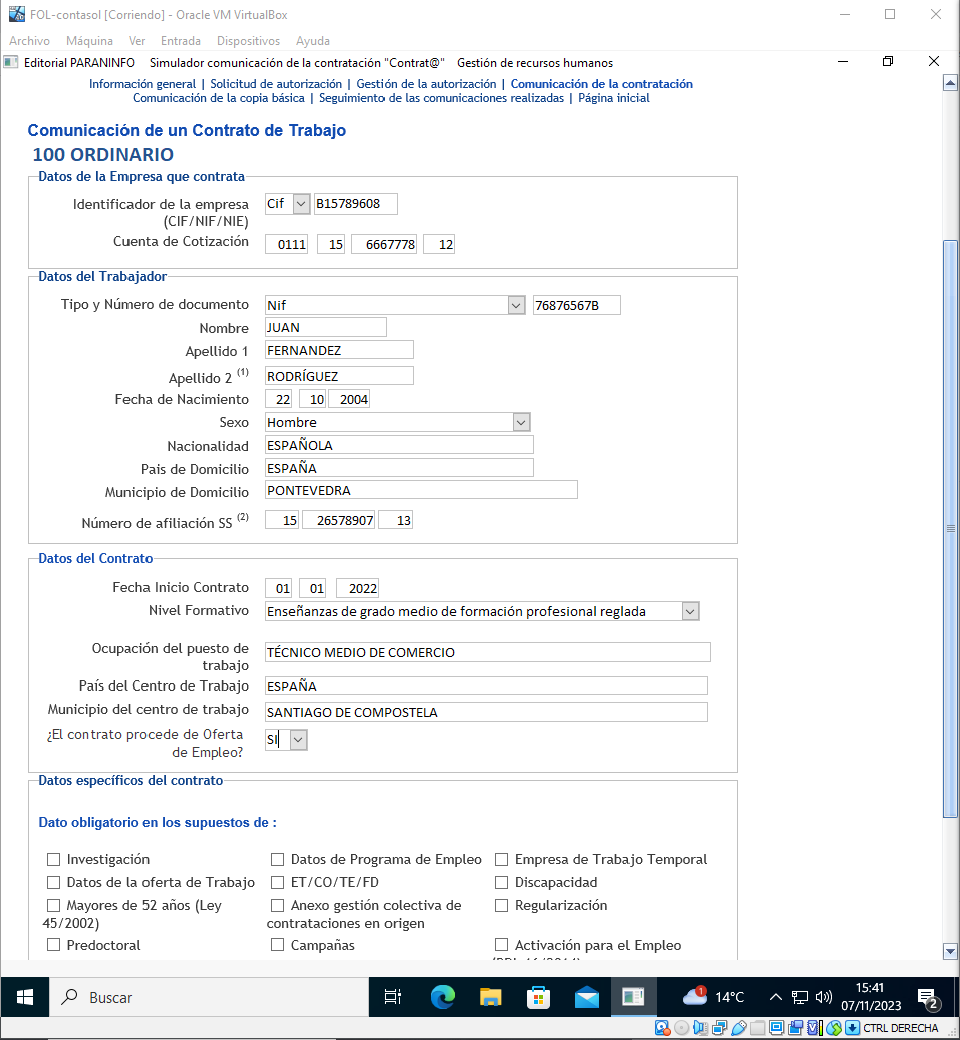 FOL-contasol [Corriendo] - Oracle VM VirtualBox
Archivo Máquina Ver Entrada Dispositivos Ayuda
Editorial PARANINFO Simulador comunicación de la contratación "Contrat@" Gestión de recursos humanos
Información general | Solicitud de autorización | Gestión de la autorización | Comunicación de la contratación
Comunicación de la copia básica | Seguimiento de las comunicaciones realizadas | Página inicial
Comunicación de un Contrato de Trabajo
100 ORDINARIO
Datos de la Empresa que contrata
Identificador de la empresa Cif B15789608
(CIF/NIF/NIE)
Cuenta de Cotización 0111 15 6667778 12
Datos del Trabajador
Tipo y Número de documento Nif 76876567B
Nombre JUAN
Apellido 1 FERNANDEZ
Apellido 2 (1) RODRÍGUEZ
Fecha de Nacimiento 22 10 2004
Sexo Hombre
Nacionalidad ESPAÑOLA
Pais de Domicilio ESPAÑA
Municipio de Domicilio PONTEVEDRA
Número de afiliación SS (2) 15 26578907 13
Datos del Contrato
Fecha Inicio Contrato 01 01 2022
Nivel Formativo Enseñanzas de grado medio de formación profesional reglada
Ocupación del puesto de TÉCNICO MEDIO DE COMERCIO
trabajo
País del Centro de Trabajo ESPAÑA
Municipio del centro de trabajo SANTIAGO DE COMPOSTELA
¿El contrato procede de Oferta SI
de Empleo?
Datos específicos del contrato
Dato obligatorio en los supuestos de :
Investigación Datos de Programa de Empleo Empresa de Trabajo Temporal
Datos de la oferta de Trabajo ET/CO/TE/FD Discapacidad
Mayores de 52 años (Ley Anexo gestión colectiva de Regularización
45/2002) contrataciones en origen
Predoctoral Campañas Activación para el Empleo
Buscar 1 14°C 15:41
07/11/2023 2
CTRL DERECHA